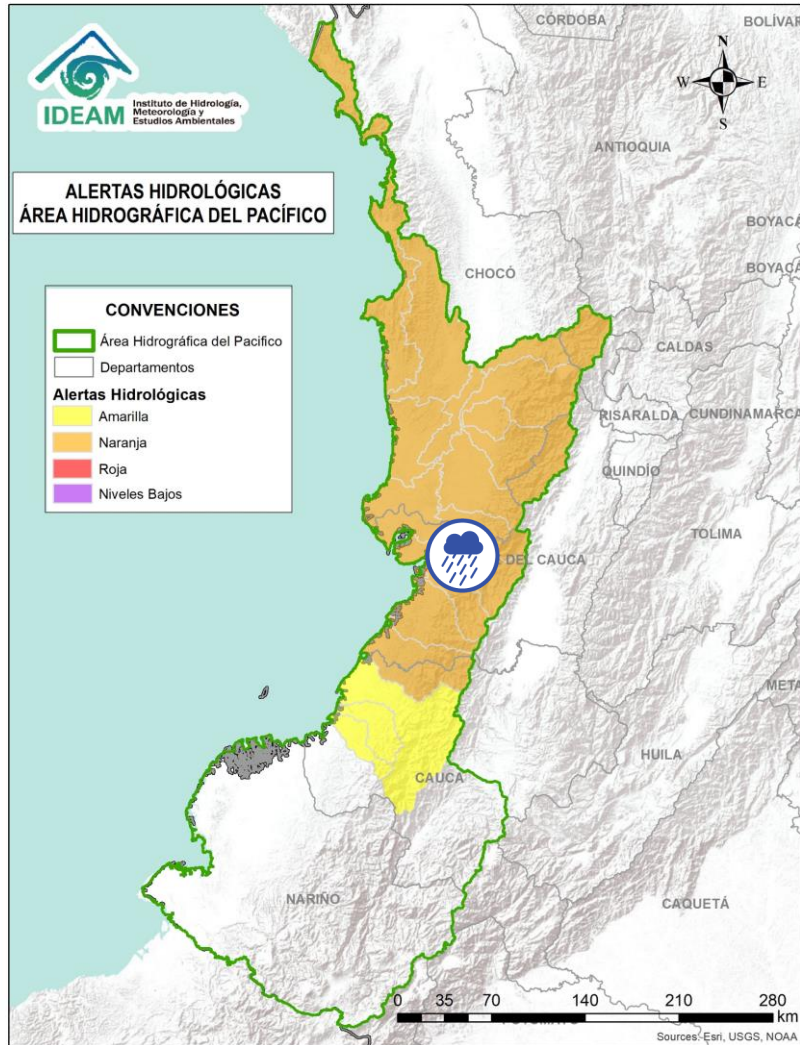 CÓRDOBA
BOLÍVAR
N
W E
S
IDEAM
Instituto de Hidrología,
Meteorología y
Estudios Ambientales
ANTIOQUIA
ALERTAS HIDROLÓGICAS
ÁREA HIDROGRÁFICA DEL PACÍFICO
BOYACÁ
BOYACÁ
CHOCÓ
CONVENCIONES
Área Hidrográfica del Pacifico
Departamentos
Alertas Hidrológicas
Amarilla
Naranja
Roja
Niveles Bajos
CALDAS
RISARALDA
CUNDINAMARCA
QUINDÍO
TOLIMA
DEL CAUCA
META
HUILA
CAUCA
NARIÑO
CAQUETÁ
0 35 70 140 210 280
km
Sources: Esri, USGS, NOAA